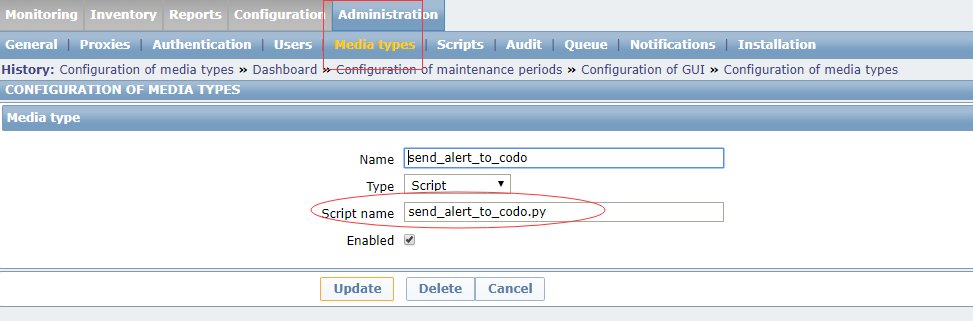 Monitoring Inventory Reports Configuration Administration
General | Proxies | Authentication | Users | Media types | Scripts | Audit | Queue | Notifications | Installation
History: Configuration of media types » Dashboard » Configuration of maintenance periods » Configuration of GUI » Configuration of media types
CONFIGURATION OF MEDIA TYPES
Media type
Name send_alert_to_codo
Type Script
Script name send_alert_to_codo.py
Enabled
Update Delete Cancel